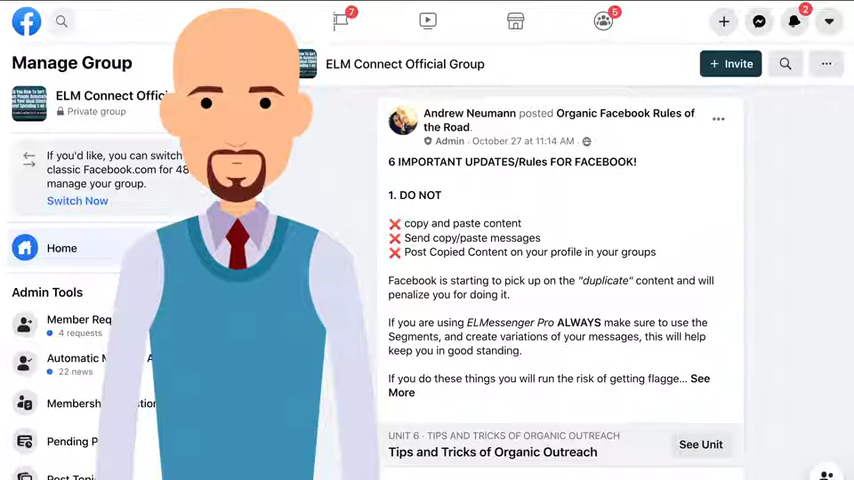 7
5
2
Manage Group
ELM Connect Official Group
+ Invite
ELM Connect
Private group
If you'd like, you can switch
classic Facebook.com for 48
manage your group.
Switch Now
Home
Admin Tools
Member
4 requests
Automatic
22 news
Pending
Post
Andrew Neumann posted Organic Facebook Rules of
the Road.
Admin · October 27 at 11:14 AM ·
6 IMPORTANT UPDATES/Rules FOR FACEBOOK!
1. DO NOT
❌ copy and paste content
❌ Send copy/paste messages
❌ Post Copied Content on your profile in your groups
Facebook is starting to pick up on the "duplicate" content and will
penalize you for doing it.
If you are using ELMessenger Pro ALWAYS make sure to use the
Segments, and create variations of your messages, this will help
keep you in good standing.
If you do these things you will run the risk of getting flagge... See
More
UNIT 6 · TIPS AND TRICKS OF ORGANIC OUTREACH
Tips and Tricks of Organic Outreach
See Unit